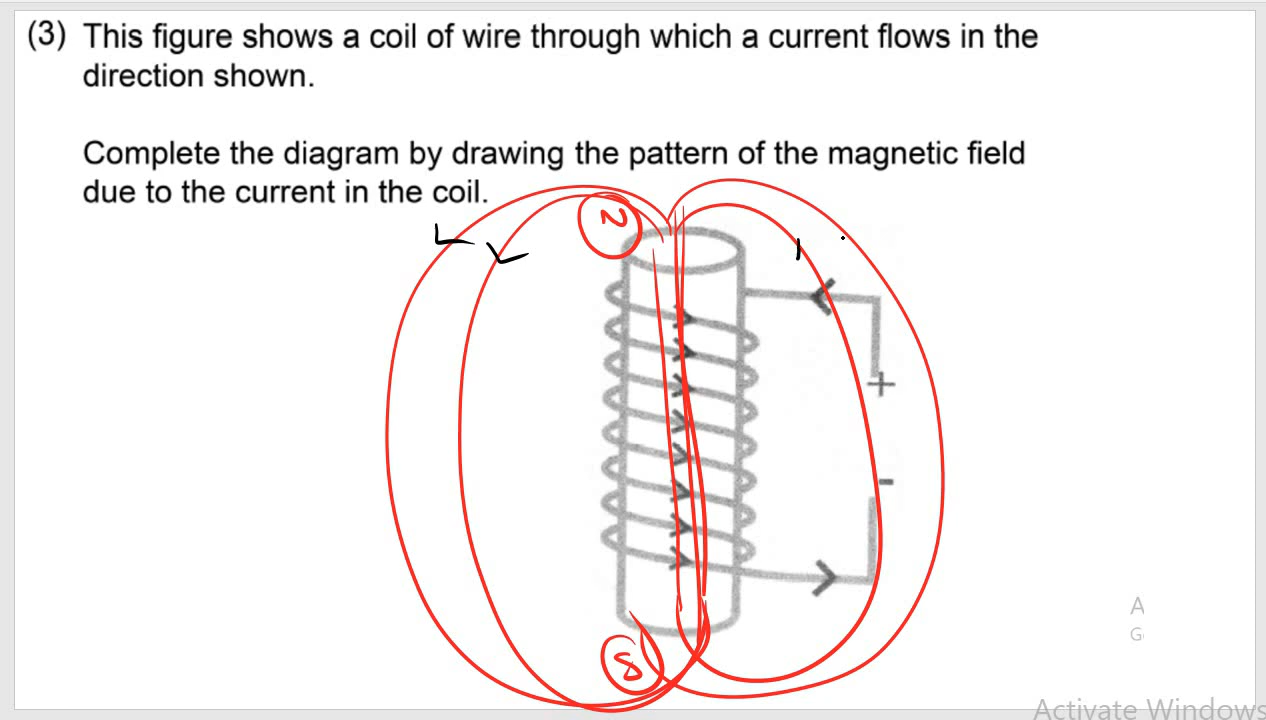 (3) This figure shows a coil of wire through which a current flows in the
direction shown.
Complete the diagram by drawing the pattern of the magnetic field
due to the current in the coil.
N
+
-
S
A
G
Activate Windows